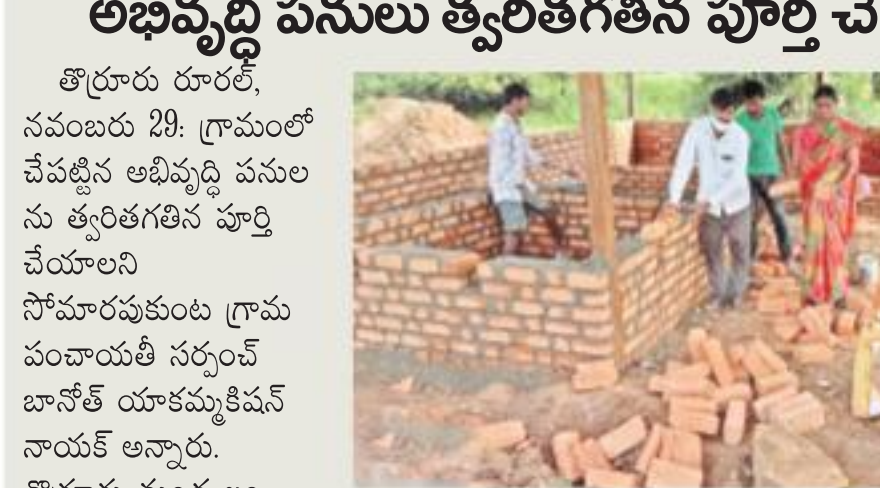 అభివృద్ధి పనులు త్వరితగతిన పూర్తి చే
తొర్రూరు రూరల్,
నవంబరు 29: గ్రామంలో
చేపట్టిన అభివృద్ధి పనుల
ను త్వరితగతిన పూర్తి
చేయాలని
సోమారపుకుంట గ్రామ
పంచాయతీ సర్పంచ్
బానోత్ యాకమ్మకిషన్
నాయక్ అన్నారు.